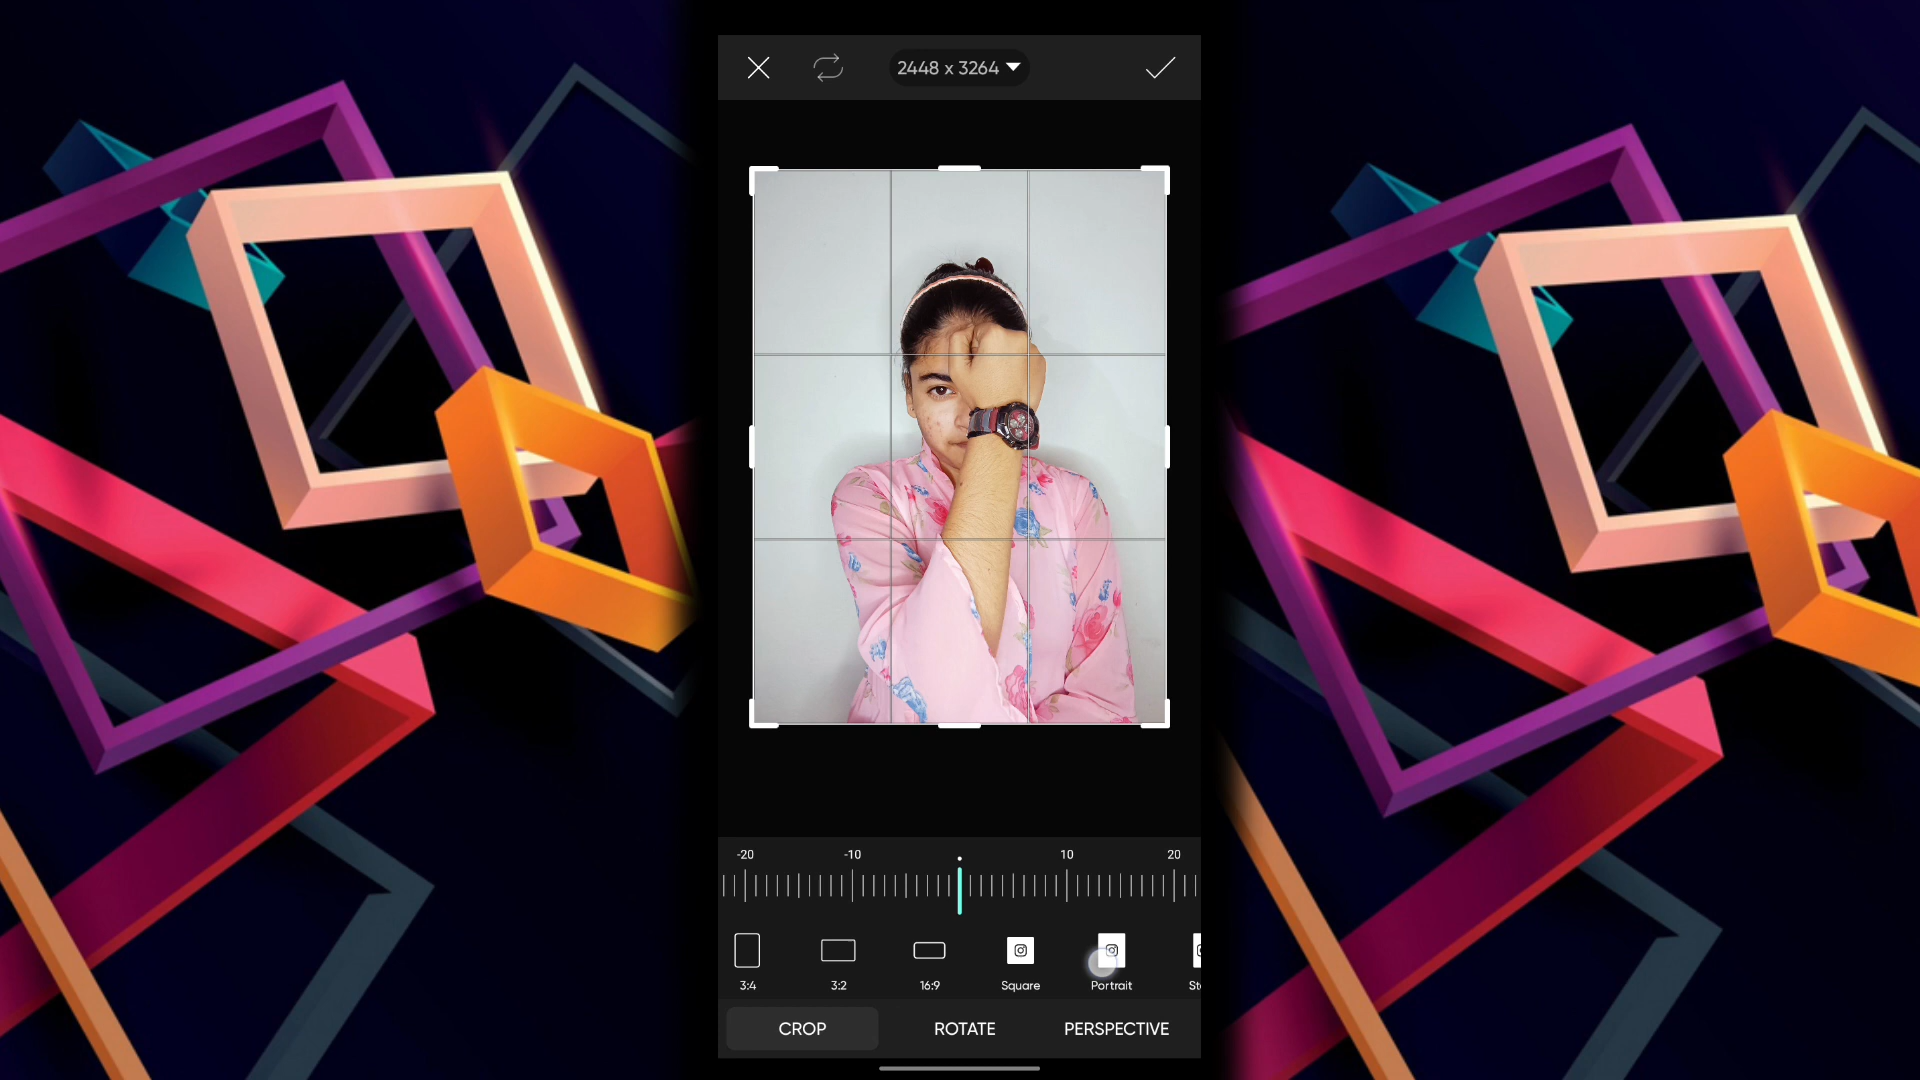 2448 x 3264
-20 -10 10 20
3:4 3:2 16:9 Square Portrait
CROP ROTATE PERSPECTIVE